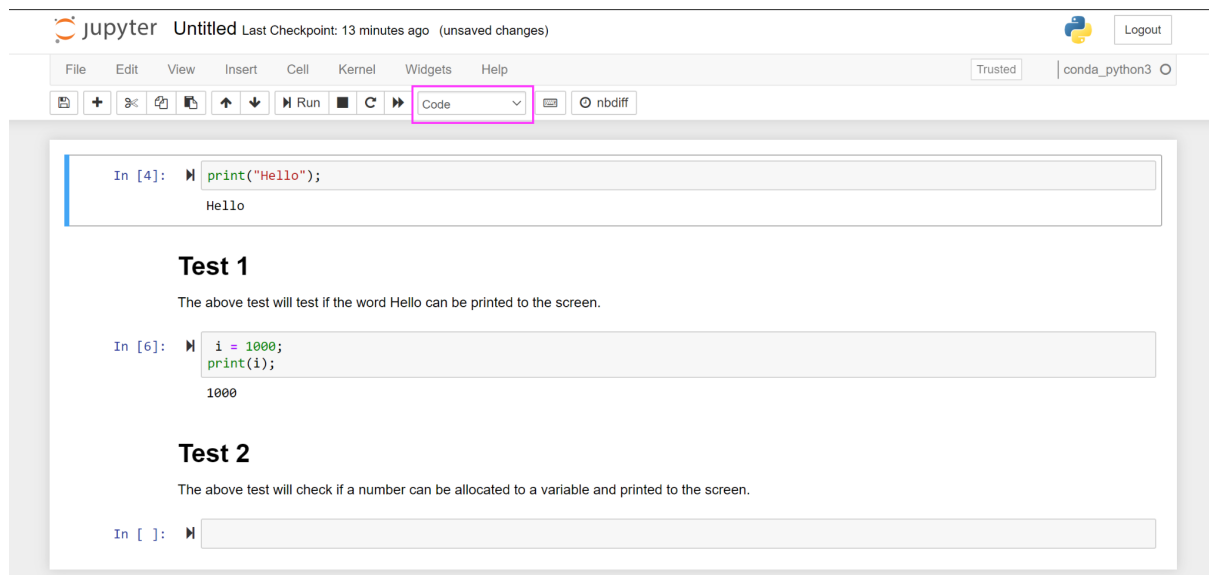 jupyter Untitled Last Checkpoint: 13 minutes ago (unsaved changes) Logout
File Edit View Insert Cell Kernel Widgets Help Trusted conda_python3
Run Code nbdiff
In [4]: print("Hello");
Hello
Test 1
The above test will test if the word Hello can be printed to the screen.
In [6]: i = 1000;
print(i);
1000
Test 2
The above test will check if a number can be allocated to a variable and printed to the screen.
In [ ]: